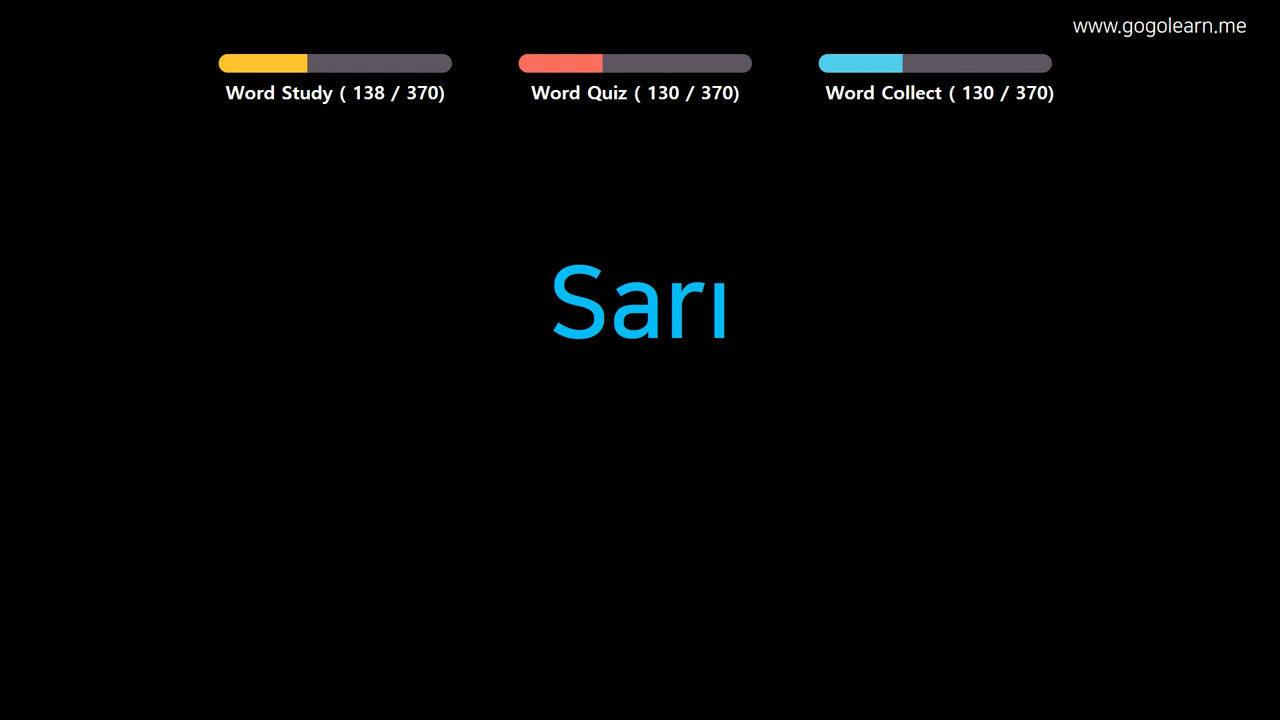 www.gogolearn.me
Word Study ( 138 / 370)
Word Quiz ( 130 / 370)
Word Collect ( 130 / 370)
Sarı